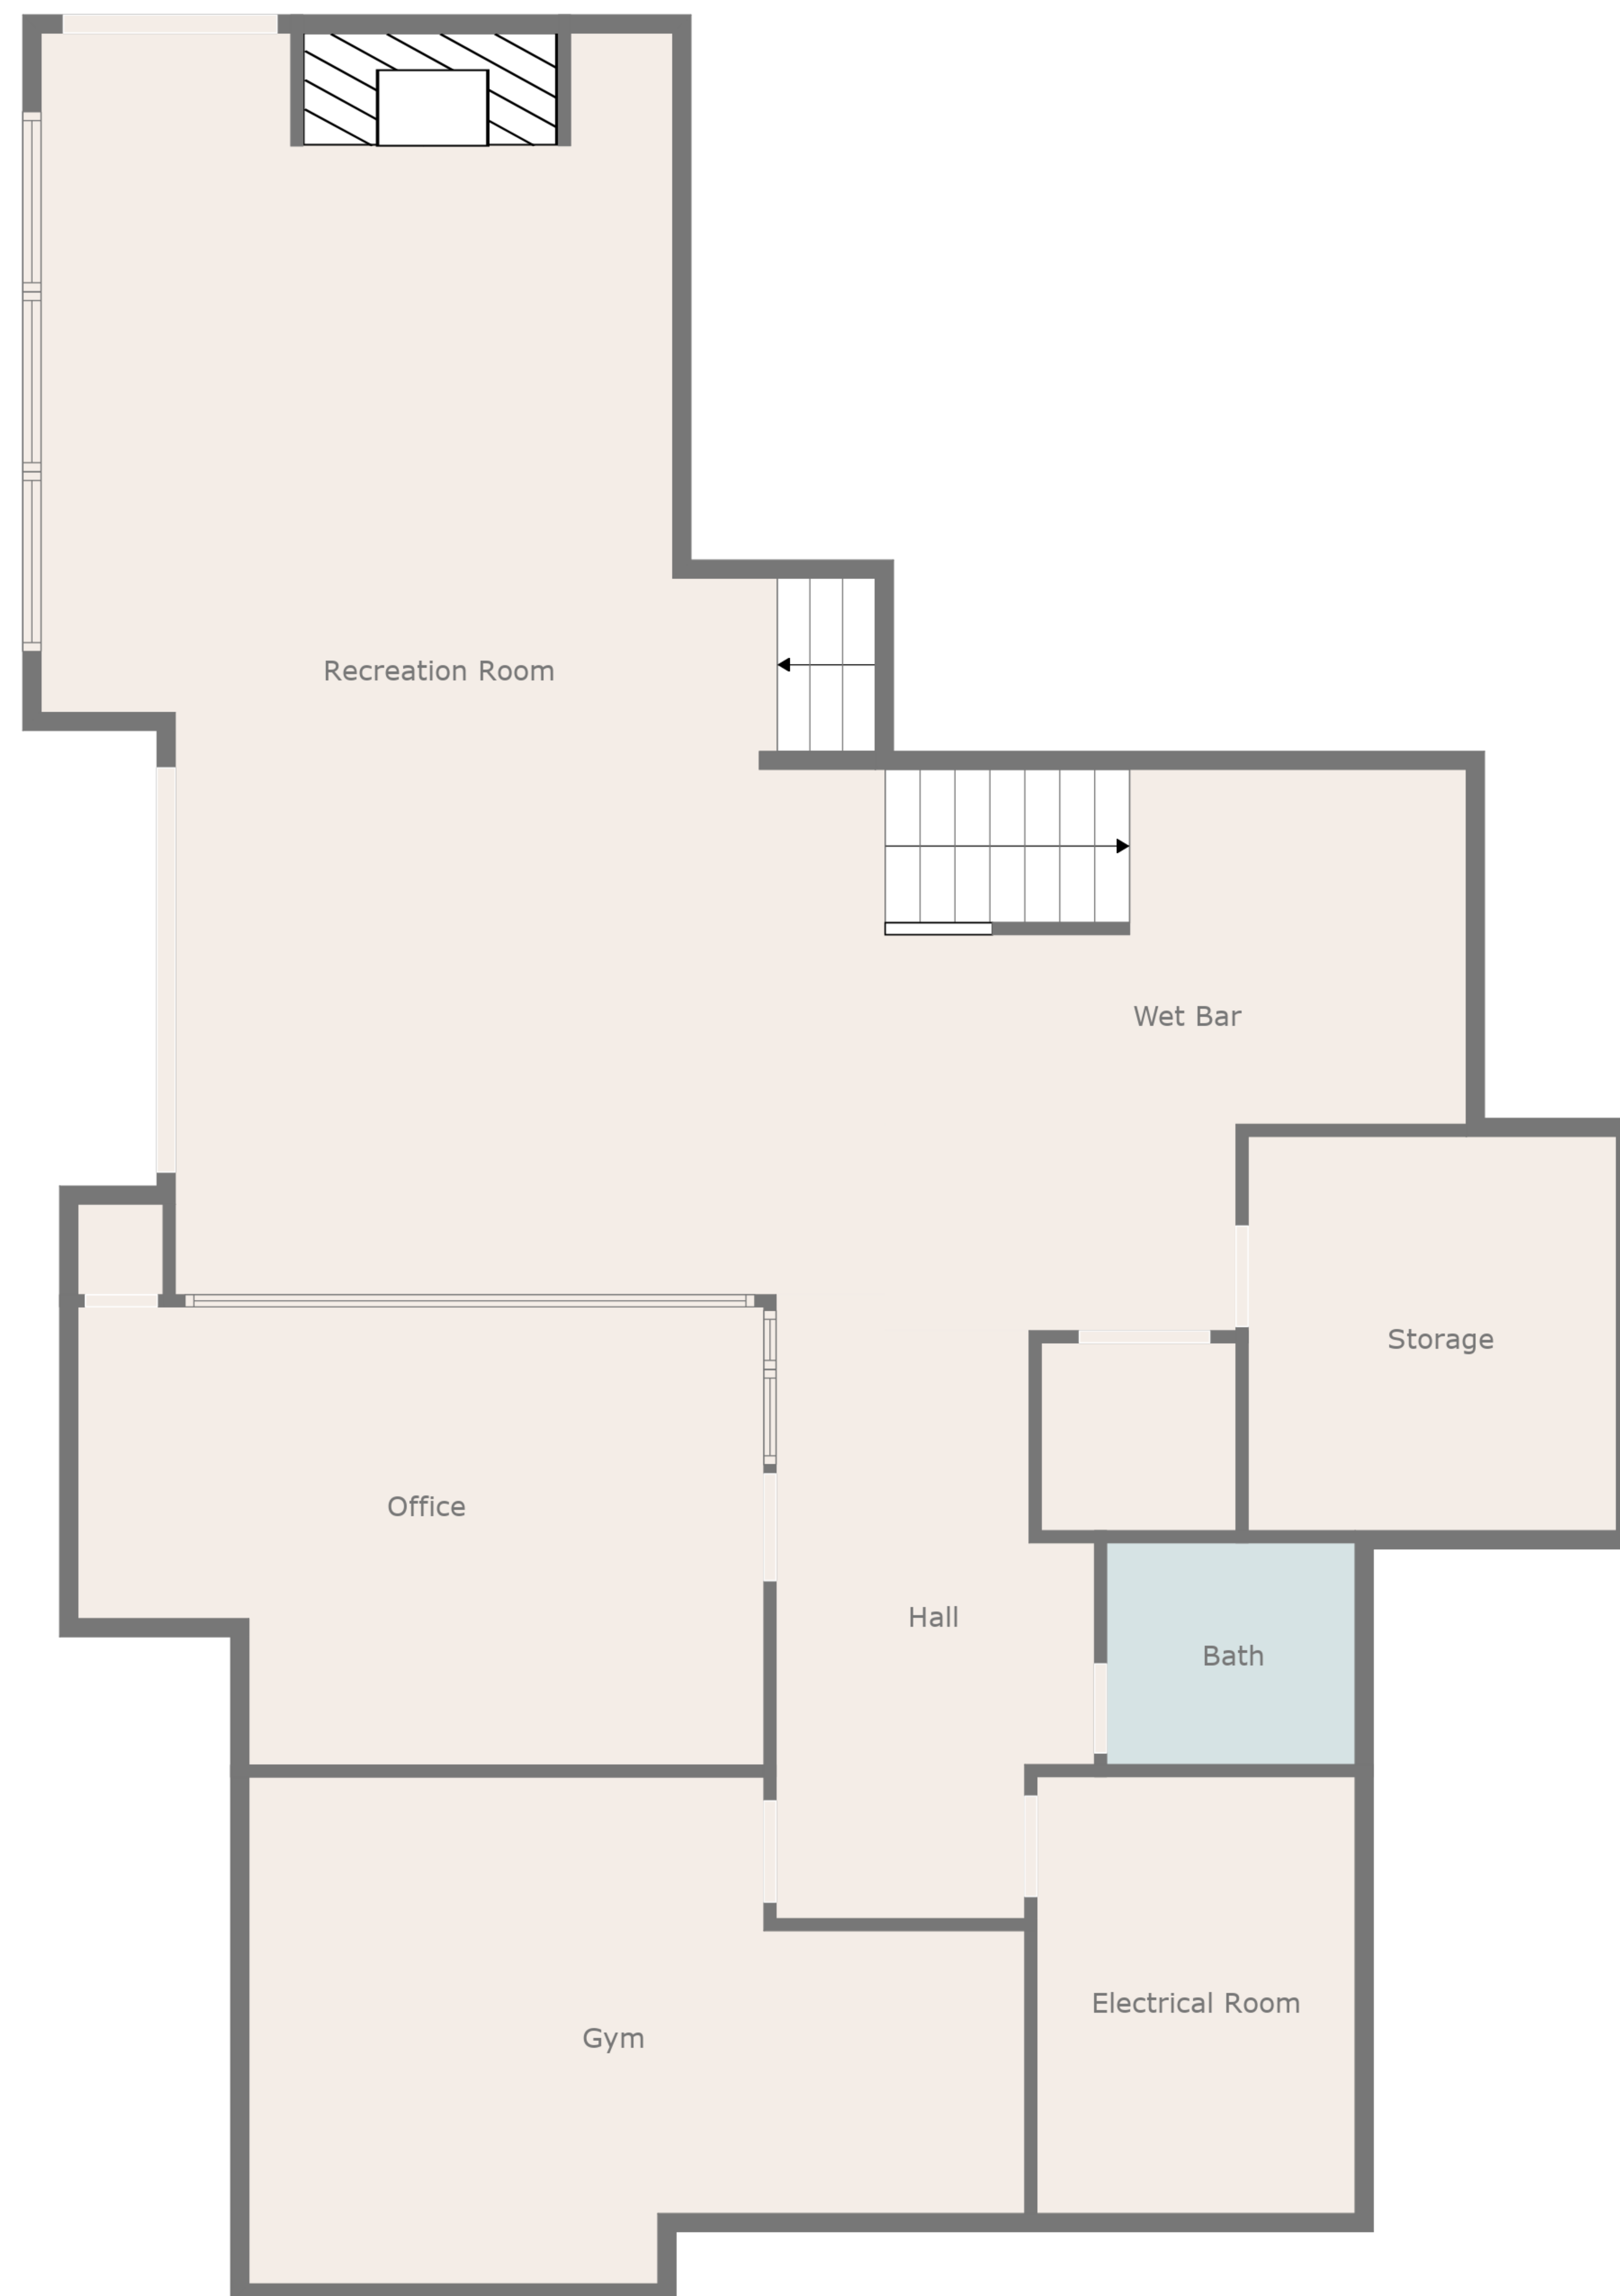 Recreation Room
Wet Bar
Storage
Office
Hall
Bath
Electrical Room
Gym